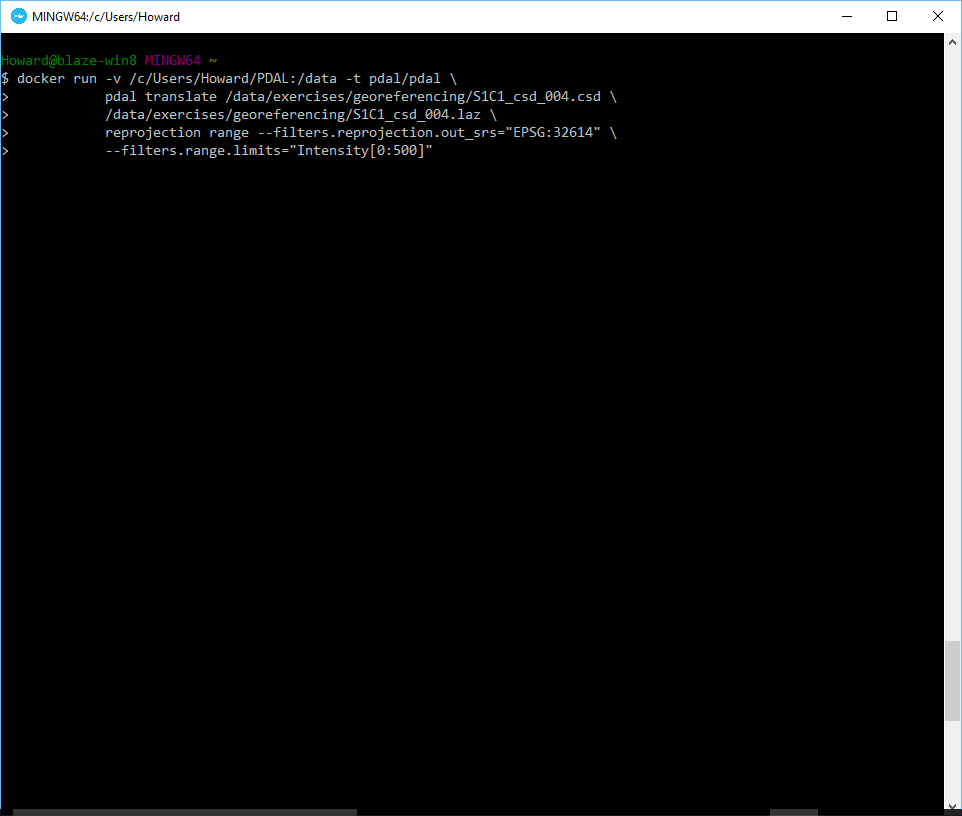 MINGW64:/c/Users/Howard
Howard@blaze-win8 MINGW64 ~
$ docker run -v /c/Users/Howard/PDAL:/data -t pdal/pdal \
>            pdal translate /data/exercises/georeferencing/S1C1_csd_004.csd \
>            /data/exercises/georeferencing/S1C1_csd_004.laz \
>            reprojection range --filters.reprojection.out_srs="EPSG:32614" \
>            --filters.range.limits="Intensity[0:500]"